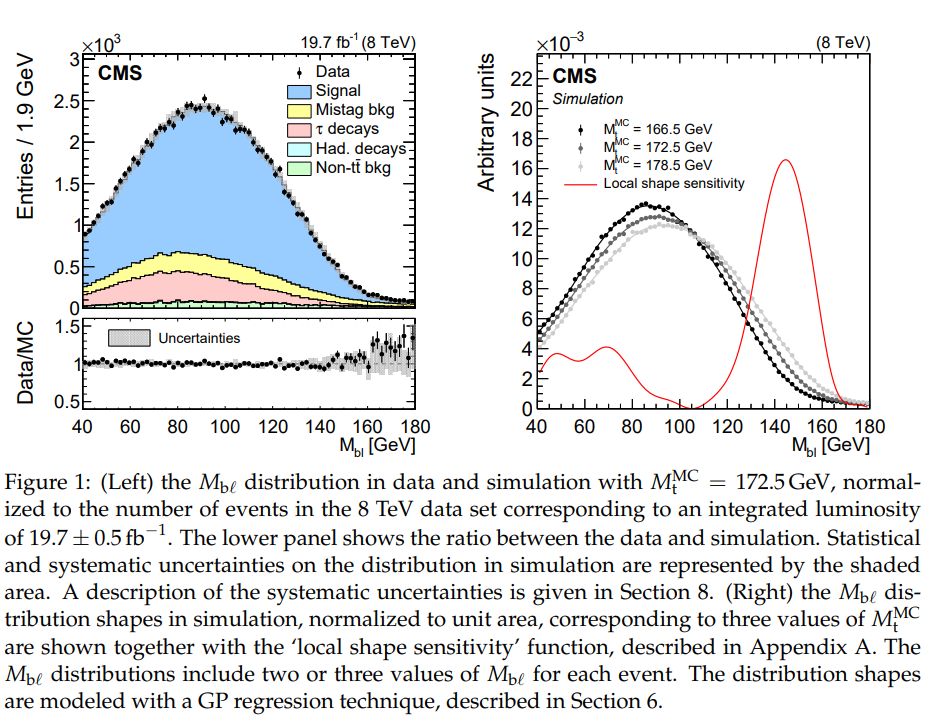 ×10³
19.7 fb⁻¹ (8 TeV)
CMS
Data
Signal
Mistag bkg
τ decays
Had. decays
Non-tt̄ bkg
Entries / 1.9 GeV
3
2.5
2
1.5
1
0.5
0
Uncertainties
Data/MC
1.5
1
0.5
40 60 80 100 120 140 160 180
M_bl [GeV]
×10⁻³
(8 TeV)
CMS
Simulation
M_t^MC = 166.5 GeV
M_t^MC = 172.5 GeV
M_t^MC = 178.5 GeV
Local shape sensitivity
Arbitrary units
22
20
18
16
14
12
10
8
6
4
2
0
40 60 80 100 120 140 160 180
M_bl [GeV]
Figure 1: (Left) the M_bℓ distribution in data and simulation with M_t^MC = 172.5 GeV, normal-
ized to the number of events in the 8 TeV data set corresponding to an integrated luminosity
of 19.7 ± 0.5 fb⁻¹. The lower panel shows the ratio between the data and simulation. Statistical
and systematic uncertainties on the distribution in simulation are represented by the shaded
area. A description of the systematic uncertainties is given in Section 8. (Right) the M_bℓ dis-
tribution shapes in simulation, normalized to unit area, corresponding to three values of M_t^MC
are shown together with the ‘local shape sensitivity’ function, described in Appendix A. The
M_bℓ distributions include two or three values of M_bℓ for each event. The distribution shapes
are modeled with a GP regression technique, described in Section 6.